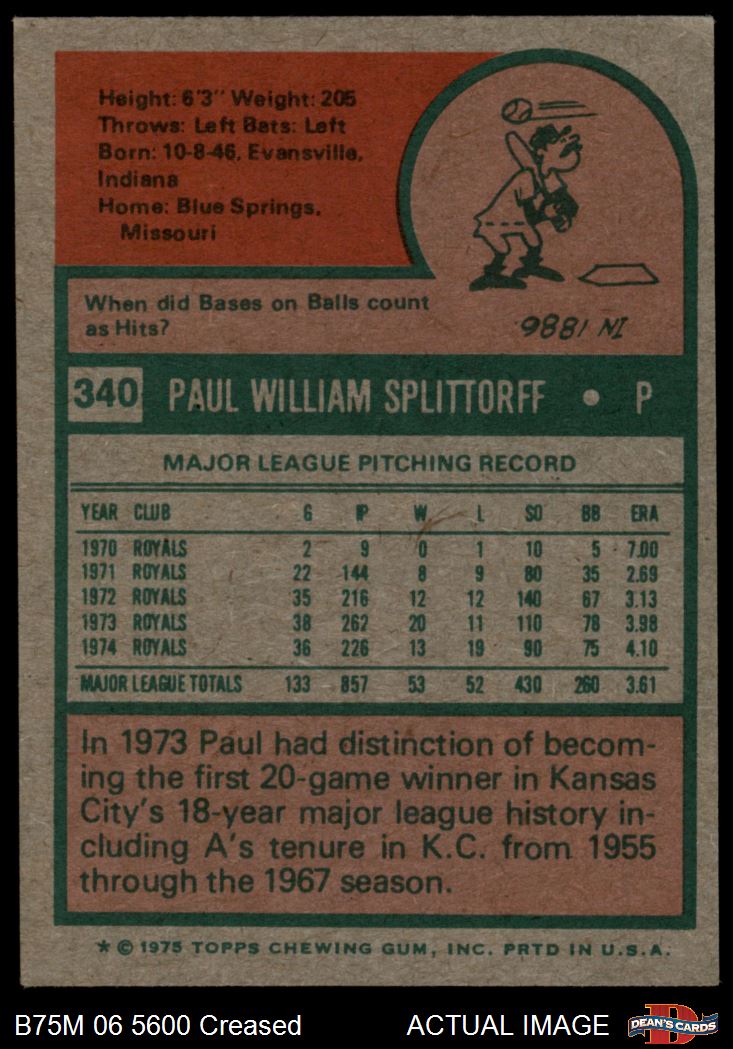 Height: 6'3" Weight: 205
Throws: Left Bats: Left
Born: 10-8-46, Evansville,
Indiana
Home: Blue Springs,
Missouri
When did Bases on Balls count
as Hits?
IN 1886
340 PAUL WILLIAM SPLITTORFF • P
MAJOR LEAGUE PITCHING RECORD
YEAR CLUB G IP W L SO BB ERA
1970 ROYALS 2 9 0 1 10 5 7.00
1971 ROYALS 22 144 8 9 80 35 2.69
1972 ROYALS 35 216 12 12 140 67 3.13
1973 ROYALS 38 262 20 11 110 78 3.98
1974 ROYALS 36 226 13 19 90 75 4.10
MAJOR LEAGUE TOTALS 133 857 53 52 430 260 3.61
In 1973 Paul had distinction of becom-
ing the first 20-game winner in Kansas
City's 18-year major league history in-
cluding A's tenure in K.C. from 1955
through the 1967 season.
* © 1975 TOPPS CHEWING GUM, INC. PRTD IN U.S.A.
B75M 06 5600 Creased ACTUAL IMAGE
D
DEAN'S CARDS